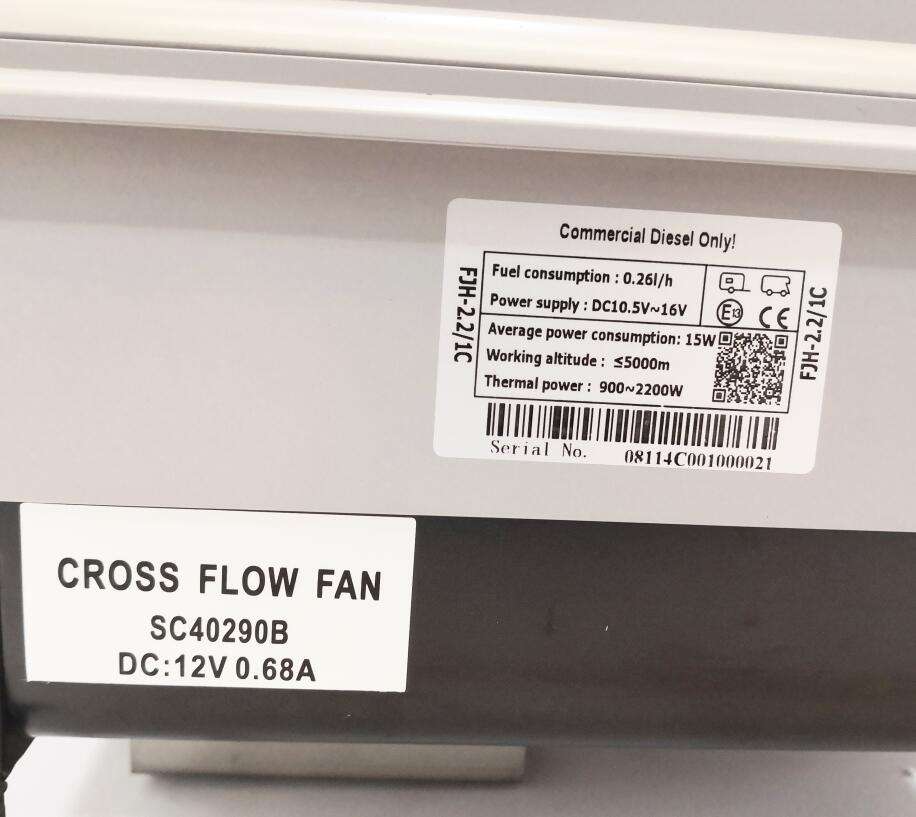 Commercial Diesel Only!
FJH-2.2/1C
Fuel consumption : 0.26l/h
Power supply : DC10.5V~16V
E13 CE
Average power consumption: 15W
Working altitude : ≤5000m
Thermal power : 900~2200W
FJH-2.2/1C
Serial No. 08114C001000021
CROSS FLOW FAN
SC40290B
DC:12V 0.68A